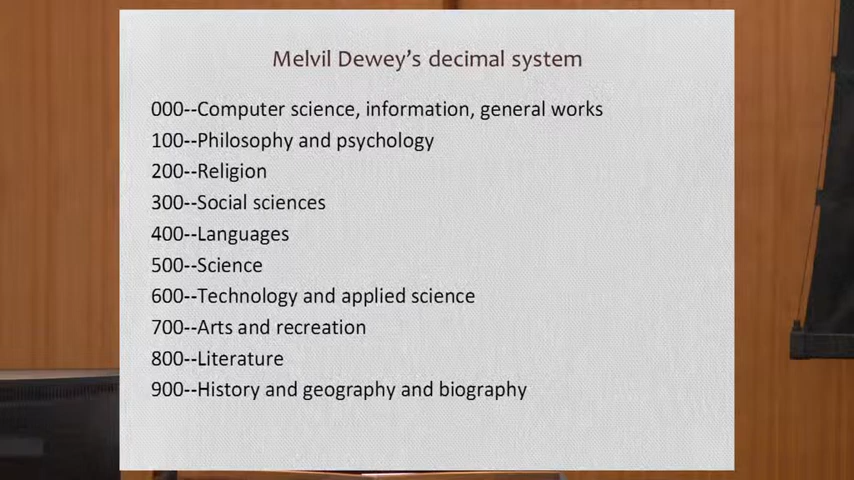 Melvil Dewey’s decimal system
000--Computer science, information, general works
100--Philosophy and psychology
200--Religion
300--Social sciences
400--Languages
500--Science
600--Technology and applied science
700--Arts and recreation
800--Literature
900--History and geography and biography